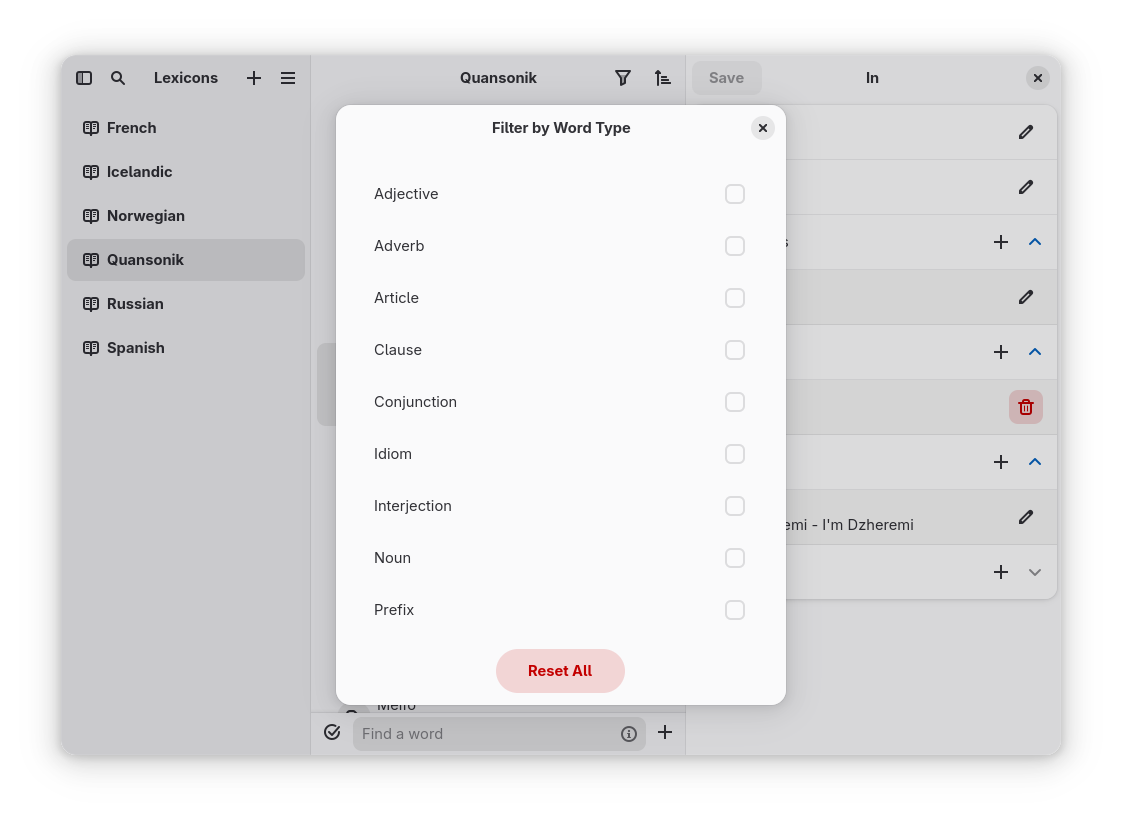 Lexicons
Quansonik
Save
In
French
Icelandic
Norwegian
Quansonik
Russian
Spanish
Filter by Word Type
Adjective
Adverb
Article
Clause
Conjunction
Idiom
Interjection
Noun
Prefix
Reset All
emi - I'm Dzheremi
Find a word